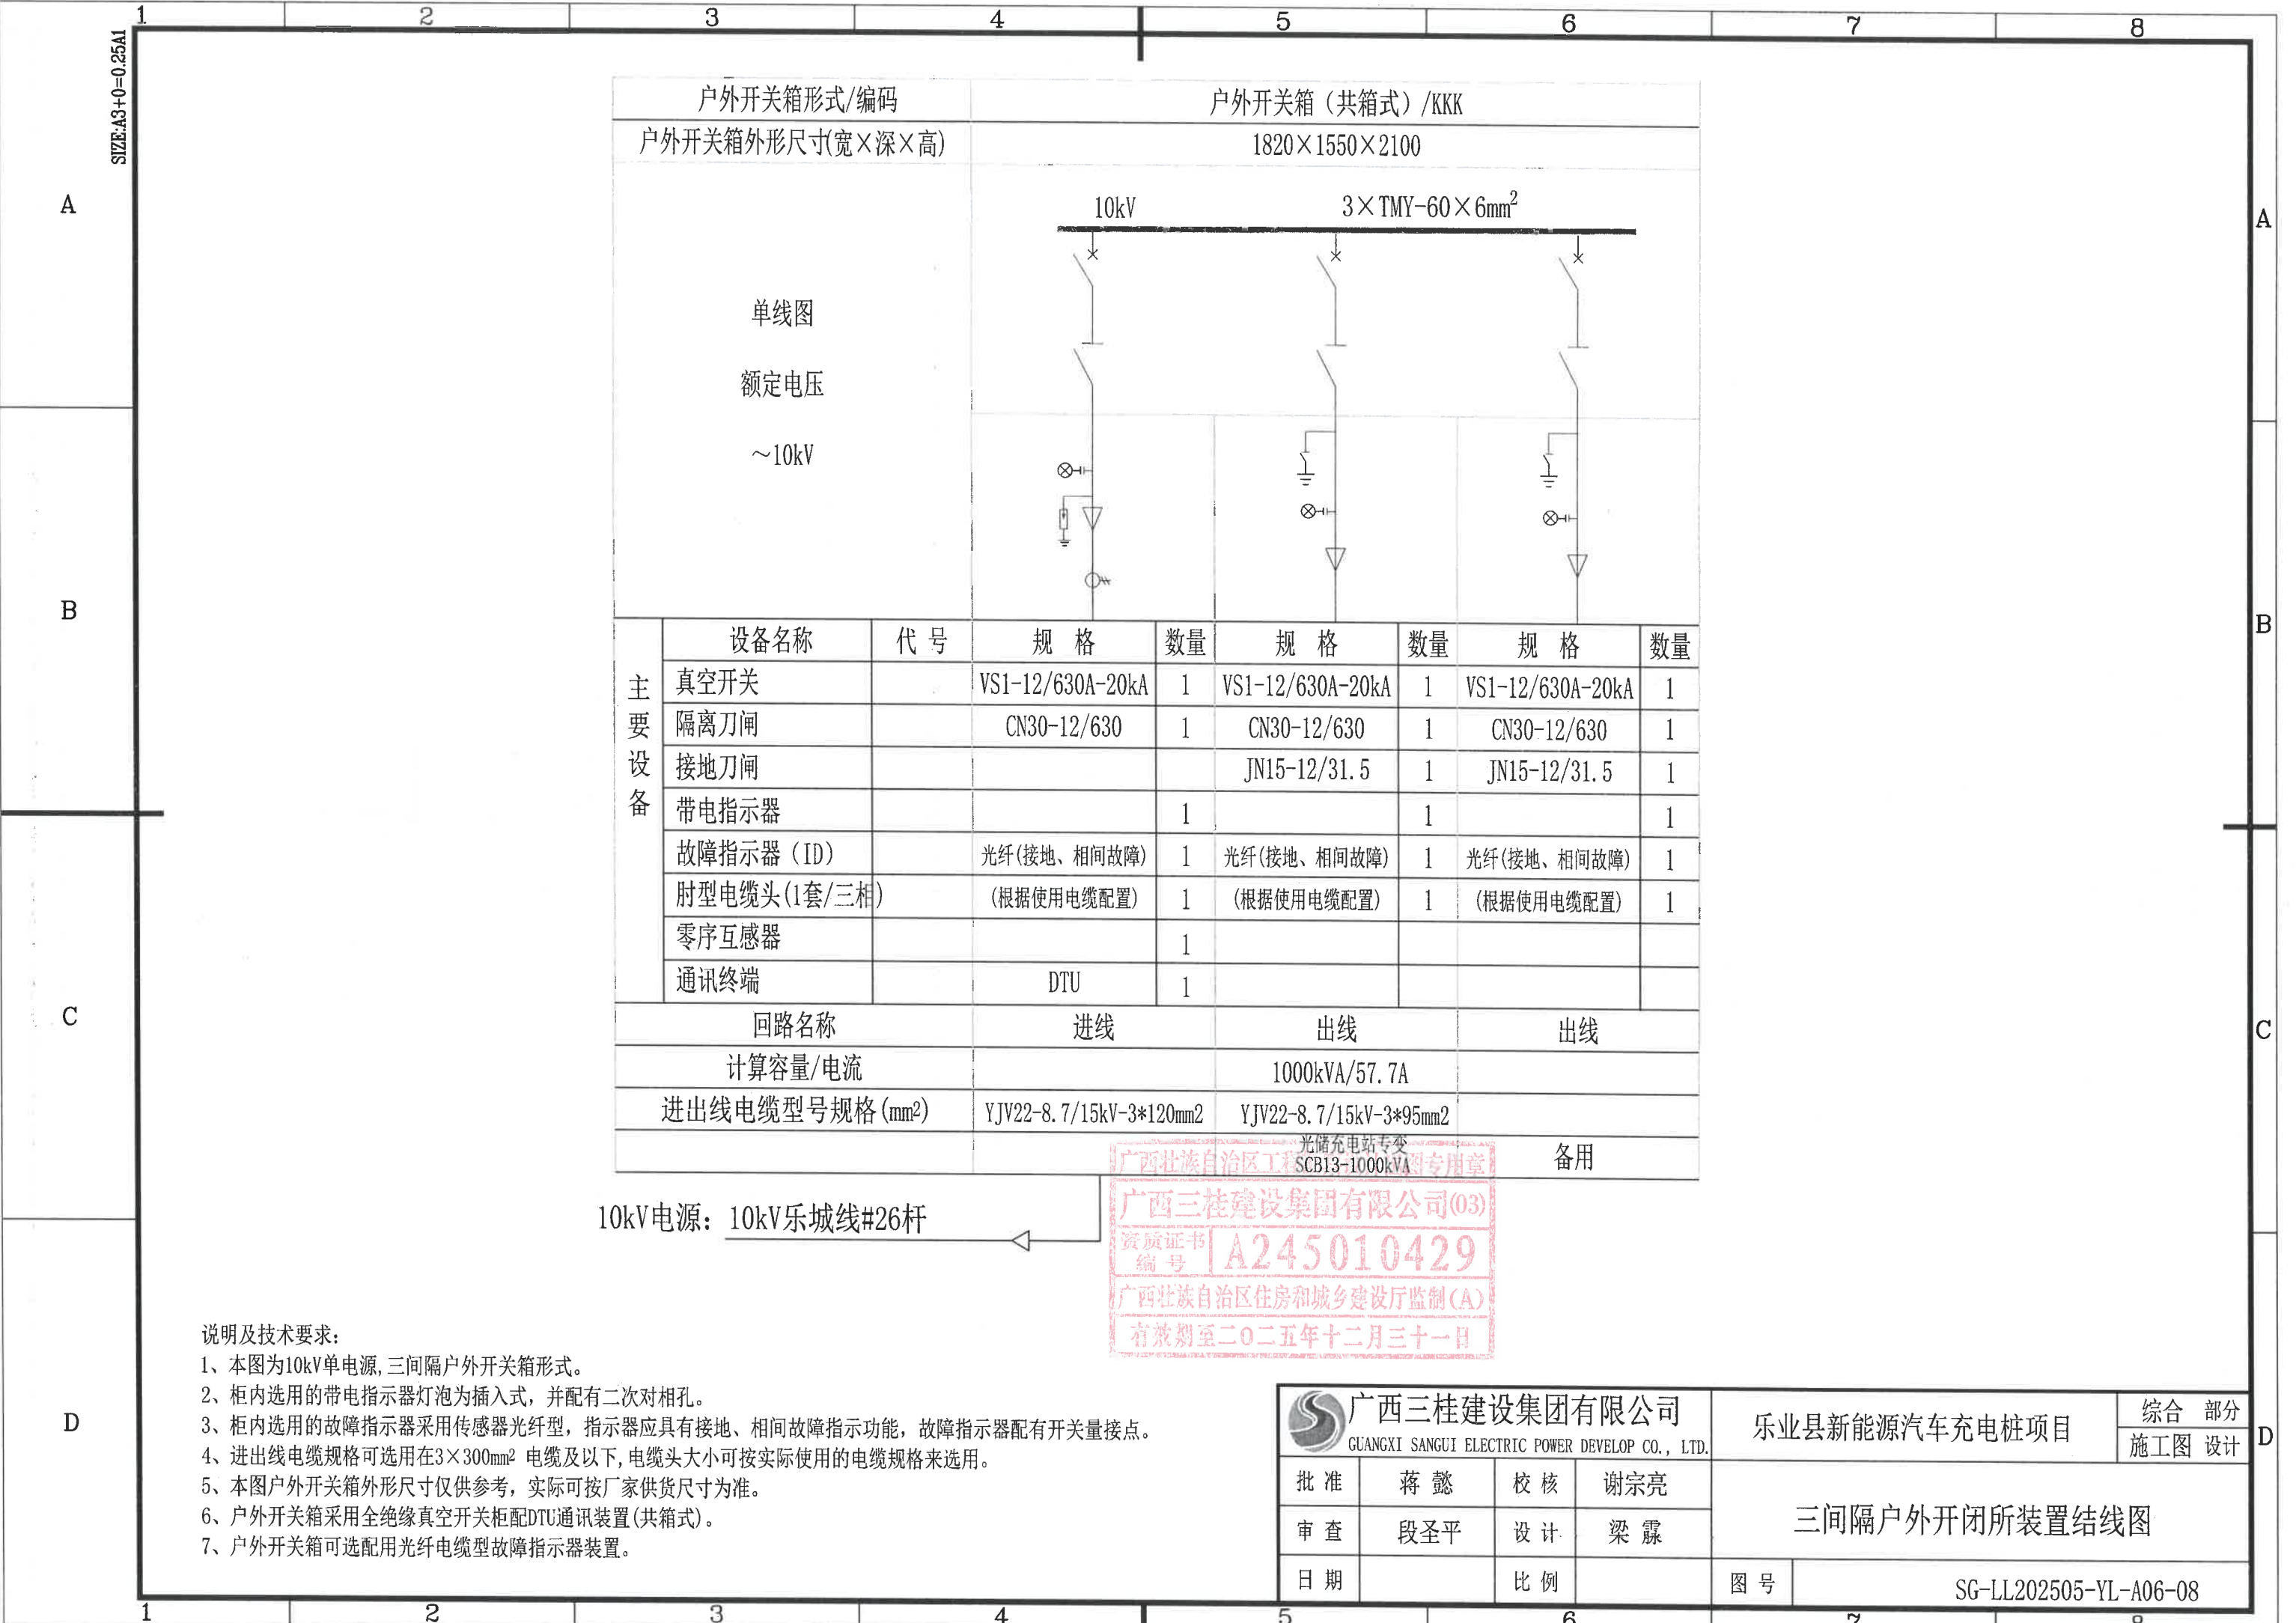 1 2 3 4 5 6 7 8
SIZE:A3+0=0.25A1
A A
B B
C C
D D
户外开关箱形式/编码 户外开关箱（共箱式）/KKK
户外开关箱外形尺寸(宽×深×高) 1820×1550×2100
10kV 3×TMY-60×6mm²
单线图
额定电压
～10kV
主要设备
设备名称 代 号 规 格 数量 规 格 数量 规 格 数量
真空开关 VS1-12/630A-20kA 1 VS1-12/630A-20kA 1 VS1-12/630A-20kA 1
隔离刀闸 CN30-12/630 1 CN30-12/630 1 CN30-12/630 1
接地刀闸 JN15-12/31.5 1 JN15-12/31.5 1
带电指示器 1 1 1
故障指示器（ID） 光纤(接地、相间故障) 1 光纤(接地、相间故障) 1 光纤(接地、相间故障) 1
肘型电缆头(1套/三相) (根据使用电缆配置) 1 (根据使用电缆配置) 1 (根据使用电缆配置) 1
零序互感器 1
通讯终端 DTU 1
回路名称 进线 出线 出线
计算容量/电流 1000kVA/57.7A
进出线电缆型号规格(mm²) YJV22-8.7/15kV-3*120mm2 YJV22-8.7/15kV-3*95mm2
光储充电站专变
SCB13-1000kVA
备用
10kV电源：10kV乐城线#26杆
广西壮族自治区工程 图专用章
广西三桂建设集团有限公司(03)
资质证书
编 号
A245010429
广西壮族自治区住房和城乡建设厅监制(A)
有效期至二〇二五年十二月三十一日
说明及技术要求：
1、本图为10kV单电源,三间隔户外开关箱形式。
2、柜内选用的带电指示器灯泡为插入式，并配有二次对相孔。
3、柜内选用的故障指示器采用传感器光纤型，指示器应具有接地、相间故障指示功能，故障指示器配有开关量接点。
4、进出线电缆规格可选用在3×300mm² 电缆及以下,电缆头大小可按实际使用的电缆规格来选用。
5、本图户外开关箱外形尺寸仅供参考，实际可按厂家供货尺寸为准。
6、户外开关箱采用全绝缘真空开关柜配DTU通讯装置(共箱式)。
7、户外开关箱可选配用光纤电缆型故障指示器装置。
广西三桂建设集团有限公司
GUANGXI SANGUI ELECTRIC POWER DEVELOP CO., LTD.
乐业县新能源汽车充电桩项目
综合 部分
施工图 设计
批 准 蒋 懿 校 核 谢宗亮
审 查 段圣平 设 计 梁 霖
日 期 比 例
三间隔户外开闭所装置结线图
图 号 SG-LL202505-YL-A06-08
1 2 3 4 5 6 7 8